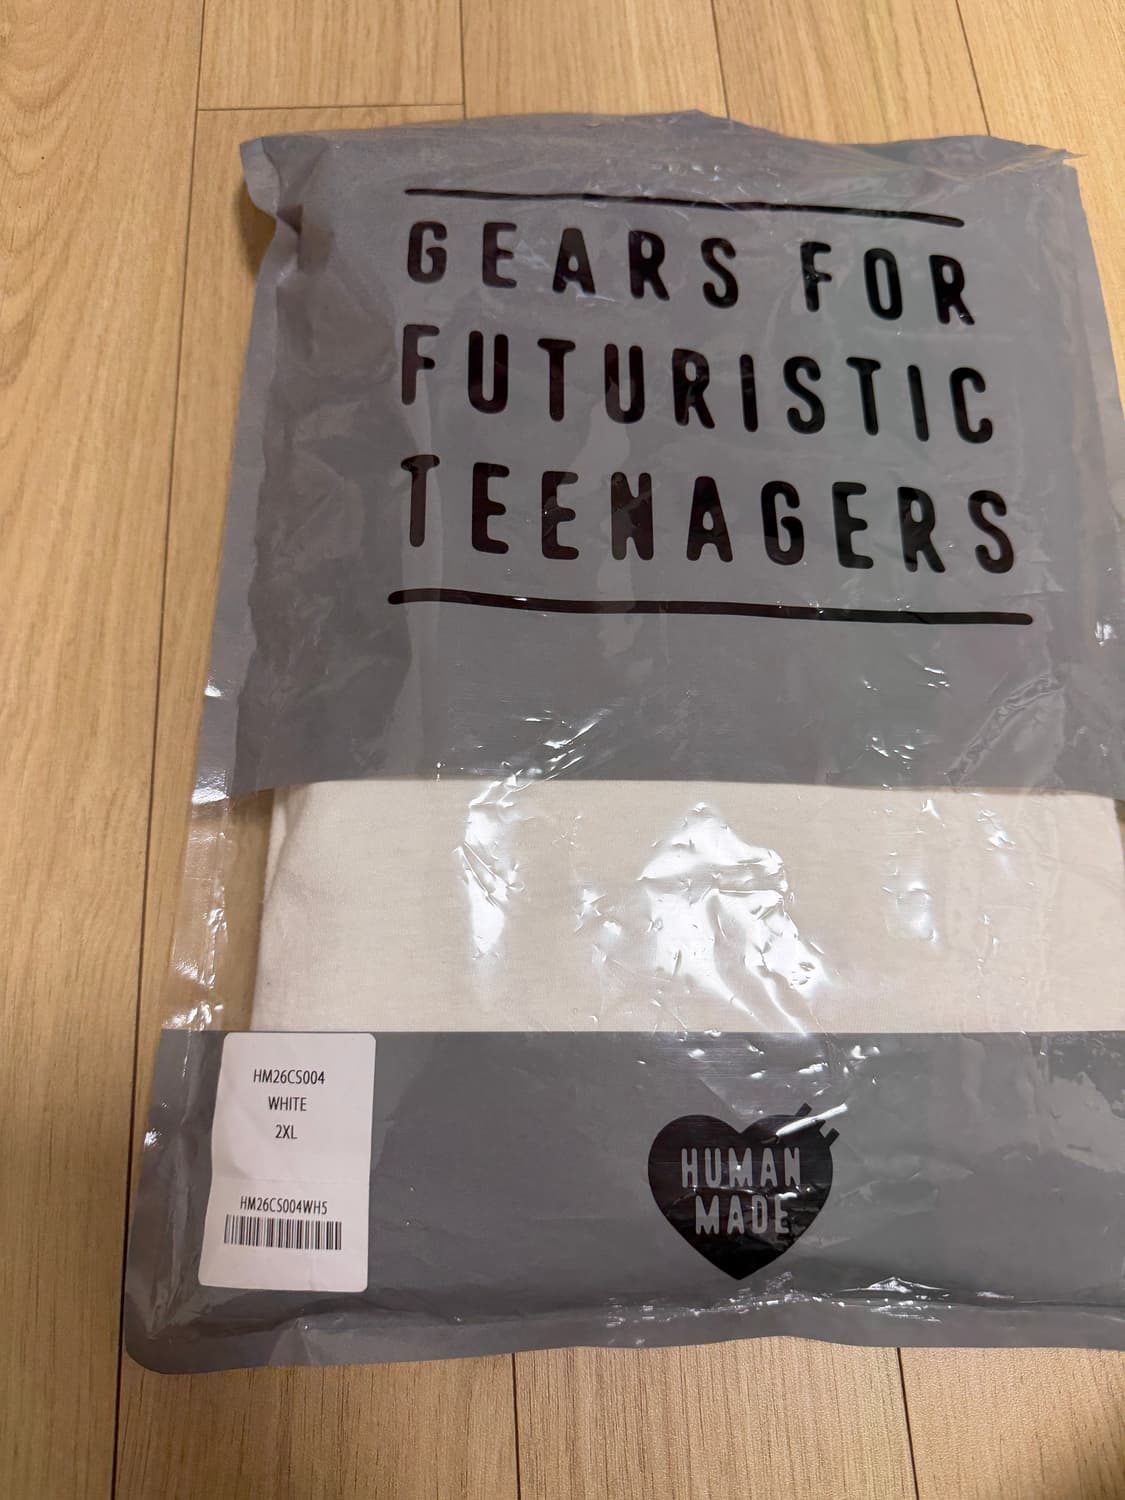 GEARS FOR
FUTURISTIC
TEENAGERS
HM26CS004
WHITE
2XL
HM26CS004WH5
HUMAN
MADE